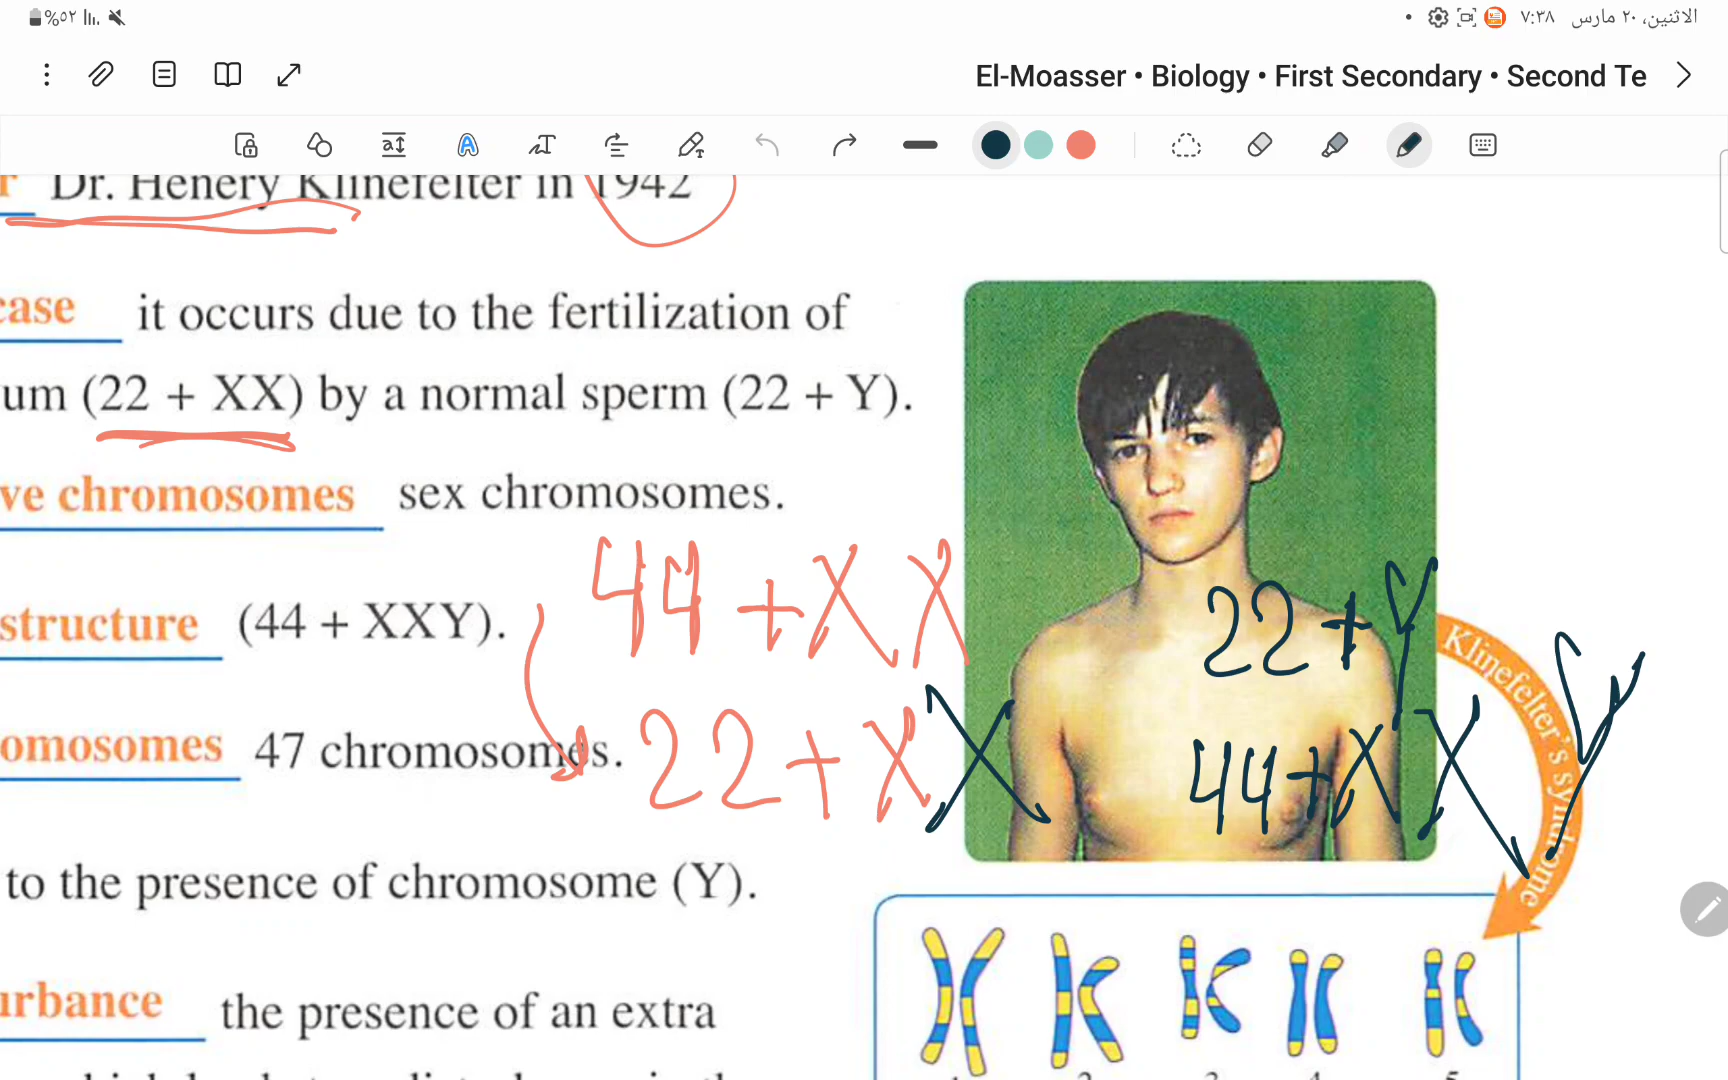 %٥٢
الاثنين، ٢٠ مارس ٧:٣٨
El-Moasser • Biology • First Secondary • Second Te
r Dr. Henery Klinefelter in 1942
case it occurs due to the fertilization of
um (22 + XX) by a normal sperm (22 + Y).
ve chromosomes sex chromosomes.
44 + XX
22 + Y
structure (44 + XXY).
Klinefelter's syndrome
omosomes 47 chromosomes.
22 + XX
44 + XXY
to the presence of chromosome (Y).
urbance the presence of an extra